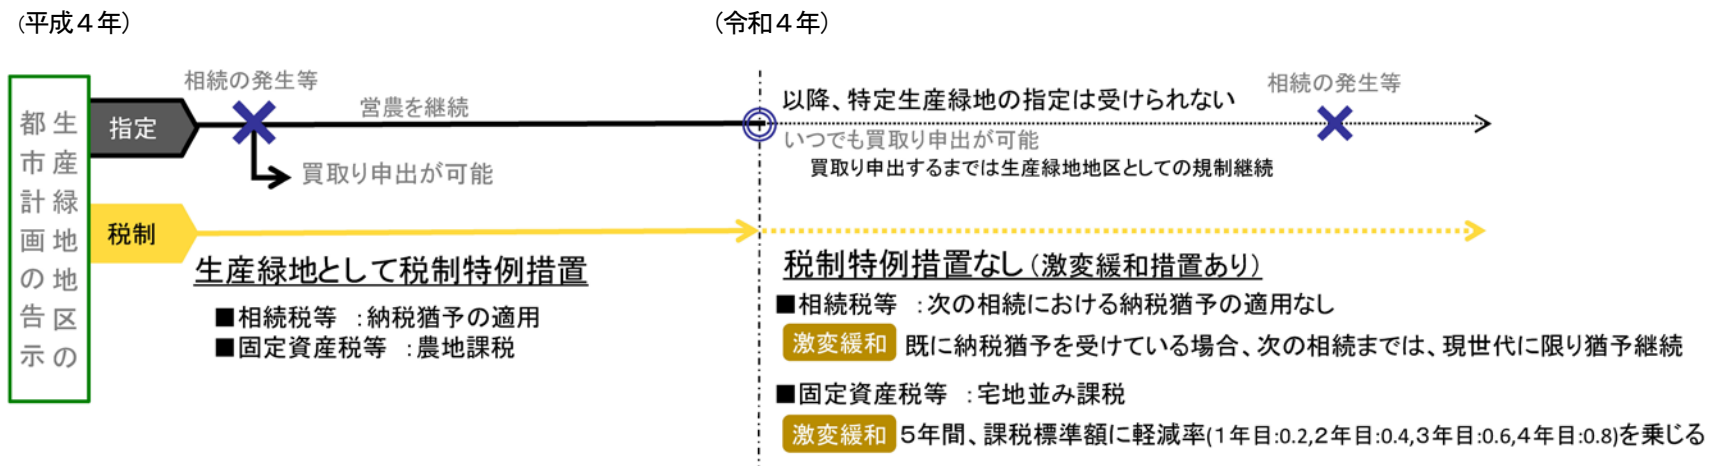 （平成４年）
（令和４年）
生産緑地地区の
都市計画の告示
指定
相続の発生等
営農を継続
買取り申出が可能
以降、特定生産緑地の指定は受けられない
いつでも買取り申出が可能
買取り申出するまでは生産緑地地区としての規制継続
相続の発生等
税制
生産緑地として税制特例措置
■相続税等　：納税猶予の適用
■固定資産税等　：農地課税
税制特例措置なし（激変緩和措置あり）
■相続税等　：次の相続における納税猶予の適用なし
激変緩和 既に納税猶予を受けている場合、次の相続までは、現世代に限り猶予継続
■固定資産税等　：宅地並み課税
激変緩和 ５年間、課税標準額に軽減率(１年目:0.2,２年目:0.4,３年目:0.6,４年目:0.8)を乗じる